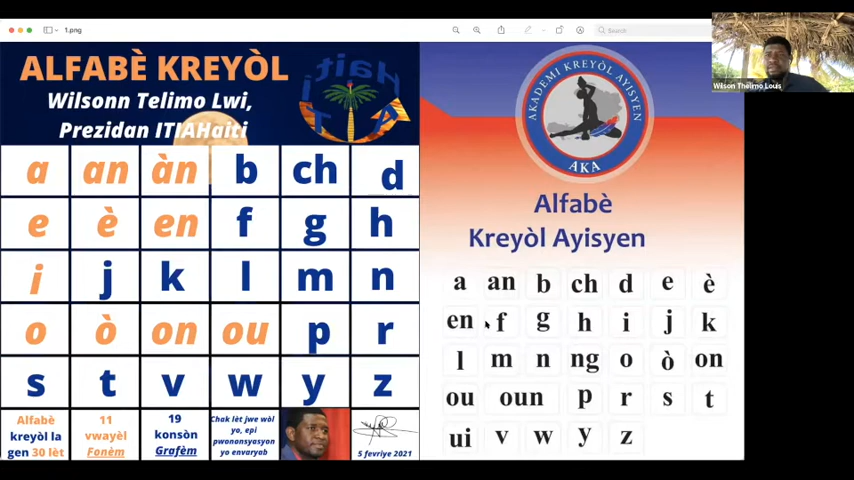 1.png
Search
Wilson Thelimo Louis
ALFABÈ KREYÒL
Wilsonn Telimo Lwi,
Prezidan ITIAHaiti
a an àn b ch d
e è en f g h
i j k l m n
o ò on ou p r
s t v w y z
Alfabè
kreyòl la
gen 30 lèt
11
vwayèl
Fonèm
19
konsòn
Grafèm
Chak lèt jwe wòl
yo, epi
pwononsyasyon
yo envaryab
5 fevriye 2021
AKADEMI KREYÒL AYISYEN
AKA
Alfabè
Kreyòl Ayisyen
a an b ch d e è
en f g h i j k
l m n ng o ò on
ou oun p r s t
ui v w y z